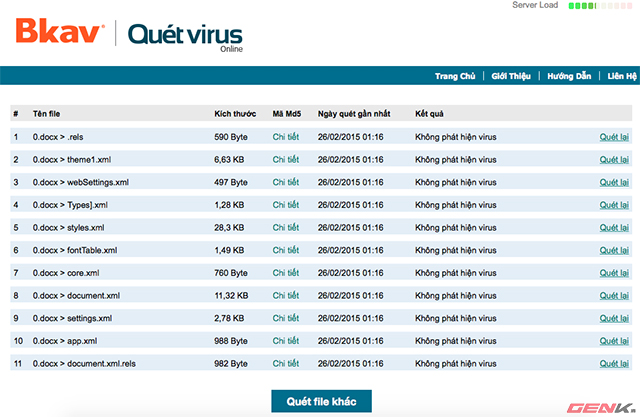 Server Load
Bkav® Quét virus
Online
Trang Chủ | Giới Thiệu | Hướng Dẫn | Liên Hệ
# Tên file Kích thước Mã Md5 Ngày quét gần nhất Kết quả
1 0.docx > .rels 590 Byte Chi tiết 26/02/2015 01:16 Không phát hiện virus Quét lại
2 0.docx > theme1.xml 6,63 KB Chi tiết 26/02/2015 01:16 Không phát hiện virus Quét lại
3 0.docx > webSettings.xml 497 Byte Chi tiết 26/02/2015 01:16 Không phát hiện virus Quét lại
4 0.docx > Types].xml 1,28 KB Chi tiết 26/02/2015 01:16 Không phát hiện virus Quét lại
5 0.docx > styles.xml 28,3 KB Chi tiết 26/02/2015 01:16 Không phát hiện virus Quét lại
6 0.docx > fontTable.xml 1,49 KB Chi tiết 26/02/2015 01:16 Không phát hiện virus Quét lại
7 0.docx > core.xml 760 Byte Chi tiết 26/02/2015 01:16 Không phát hiện virus Quét lại
8 0.docx > document.xml 11,32 KB Chi tiết 26/02/2015 01:16 Không phát hiện virus Quét lại
9 0.docx > settings.xml 2,78 KB Chi tiết 26/02/2015 01:16 Không phát hiện virus Quét lại
10 0.docx > app.xml 988 Byte Chi tiết 26/02/2015 01:16 Không phát hiện virus Quét lại
11 0.docx > document.xml.rels 982 Byte Chi tiết 26/02/2015 01:16 Không phát hiện virus Quét lại
Quét file khác
GENK.